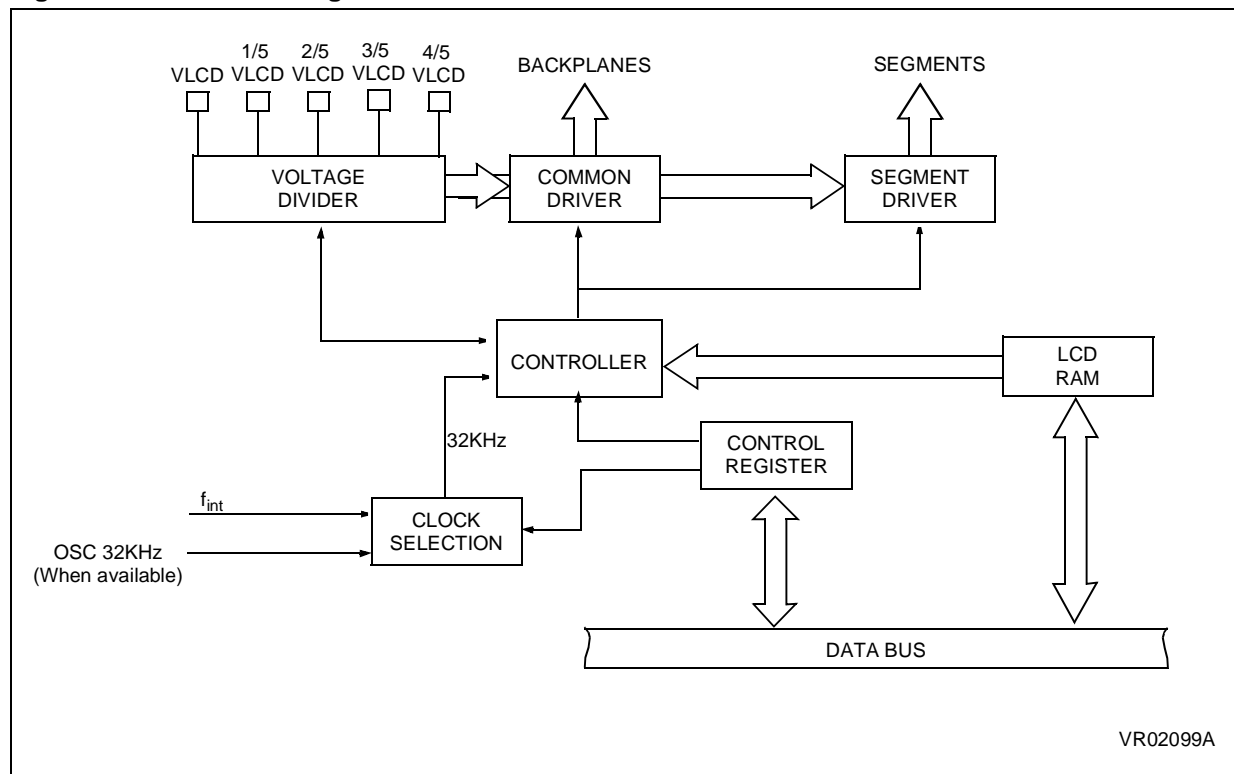 1/5 2/5 3/5 4/5
VLCD VLCD VLCD VLCD VLCD
BACKPLANES
SEGMENTS
VOLTAGE
DIVIDER
COMMON
DRIVER
SEGMENT
DRIVER
CONTROLLER
LCD
RAM
32KHz
CONTROL
REGISTER
fint
CLOCK
SELECTION
OSC 32KHz
(When available)
DATA BUS
VR02099A